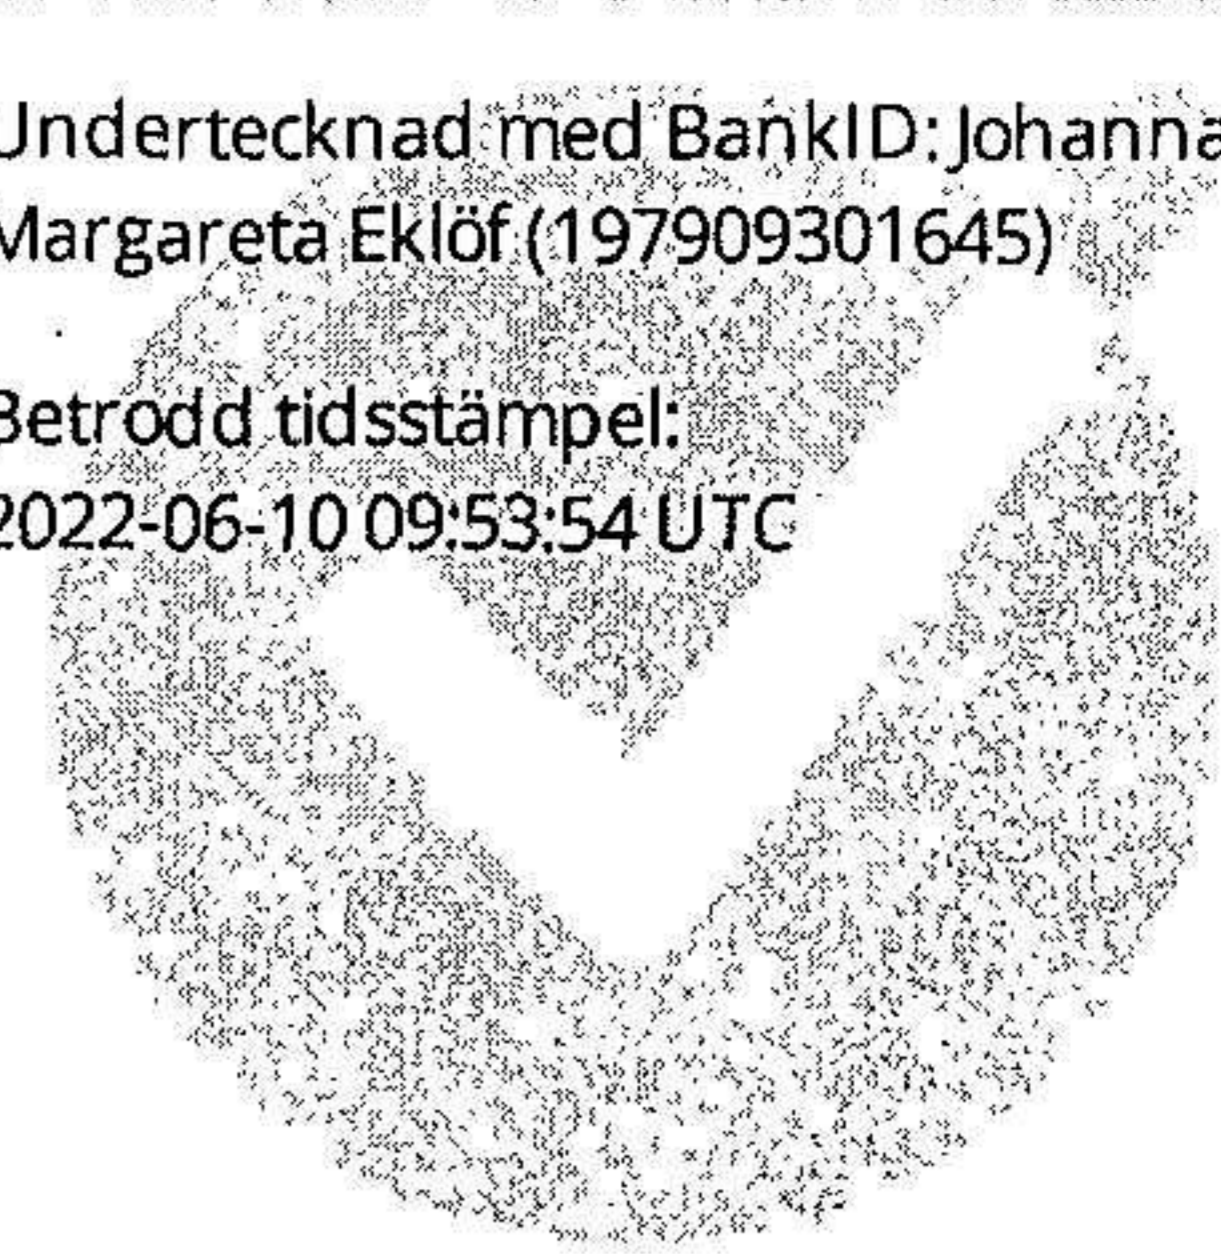 Undertecknad med BankID: Johanna
Margareta Eklöf (197909301645)
Betrodd tidsstämpel:
2022-06-10 09:53:54 UTC